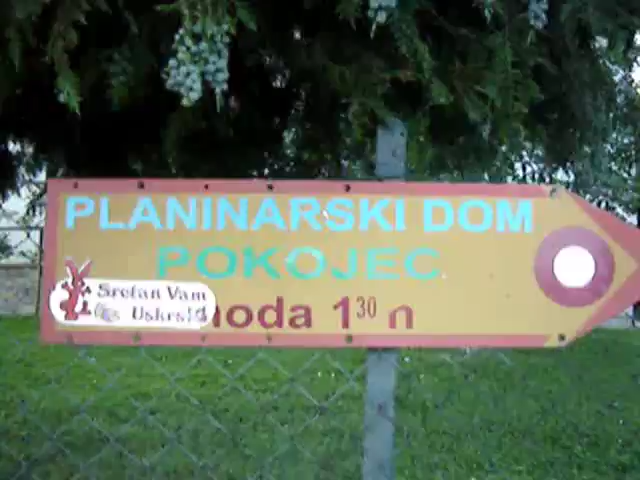 PLANINARSKI DOM
POKOJEC
hoda 1 30 n
Sretan Vam
Uskrs!